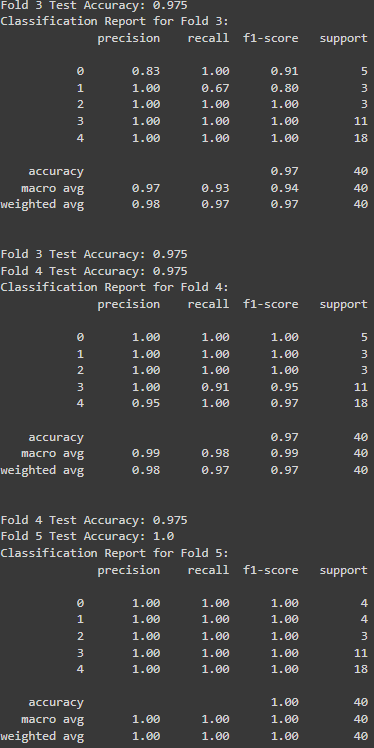 Fold 3 Test Accuracy: 0.975
Classification Report for Fold 3:
precision recall f1-score support
0 0.83 1.00 0.91 5
1 1.00 0.67 0.80 3
2 1.00 1.00 1.00 3
3 1.00 1.00 1.00 11
4 1.00 1.00 1.00 18
accuracy 0.97 40
macro avg 0.97 0.93 0.94 40
weighted avg 0.98 0.97 0.97 40
Fold 3 Test Accuracy: 0.975
Fold 4 Test Accuracy: 0.975
Classification Report for Fold 4:
precision recall f1-score support
0 1.00 1.00 1.00 5
1 1.00 1.00 1.00 3
2 1.00 1.00 1.00 3
3 1.00 0.91 0.95 11
4 0.95 1.00 0.97 18
accuracy 0.97 40
macro avg 0.99 0.98 0.99 40
weighted avg 0.98 0.97 0.97 40
Fold 4 Test Accuracy: 0.975
Fold 5 Test Accuracy: 1.0
Classification Report for Fold 5:
precision recall f1-score support
0 1.00 1.00 1.00 4
1 1.00 1.00 1.00 4
2 1.00 1.00 1.00 3
3 1.00 1.00 1.00 11
4 1.00 1.00 1.00 18
accuracy 1.00 40
macro avg 1.00 1.00 1.00 40
weighted avg 1.00 1.00 1.00 40